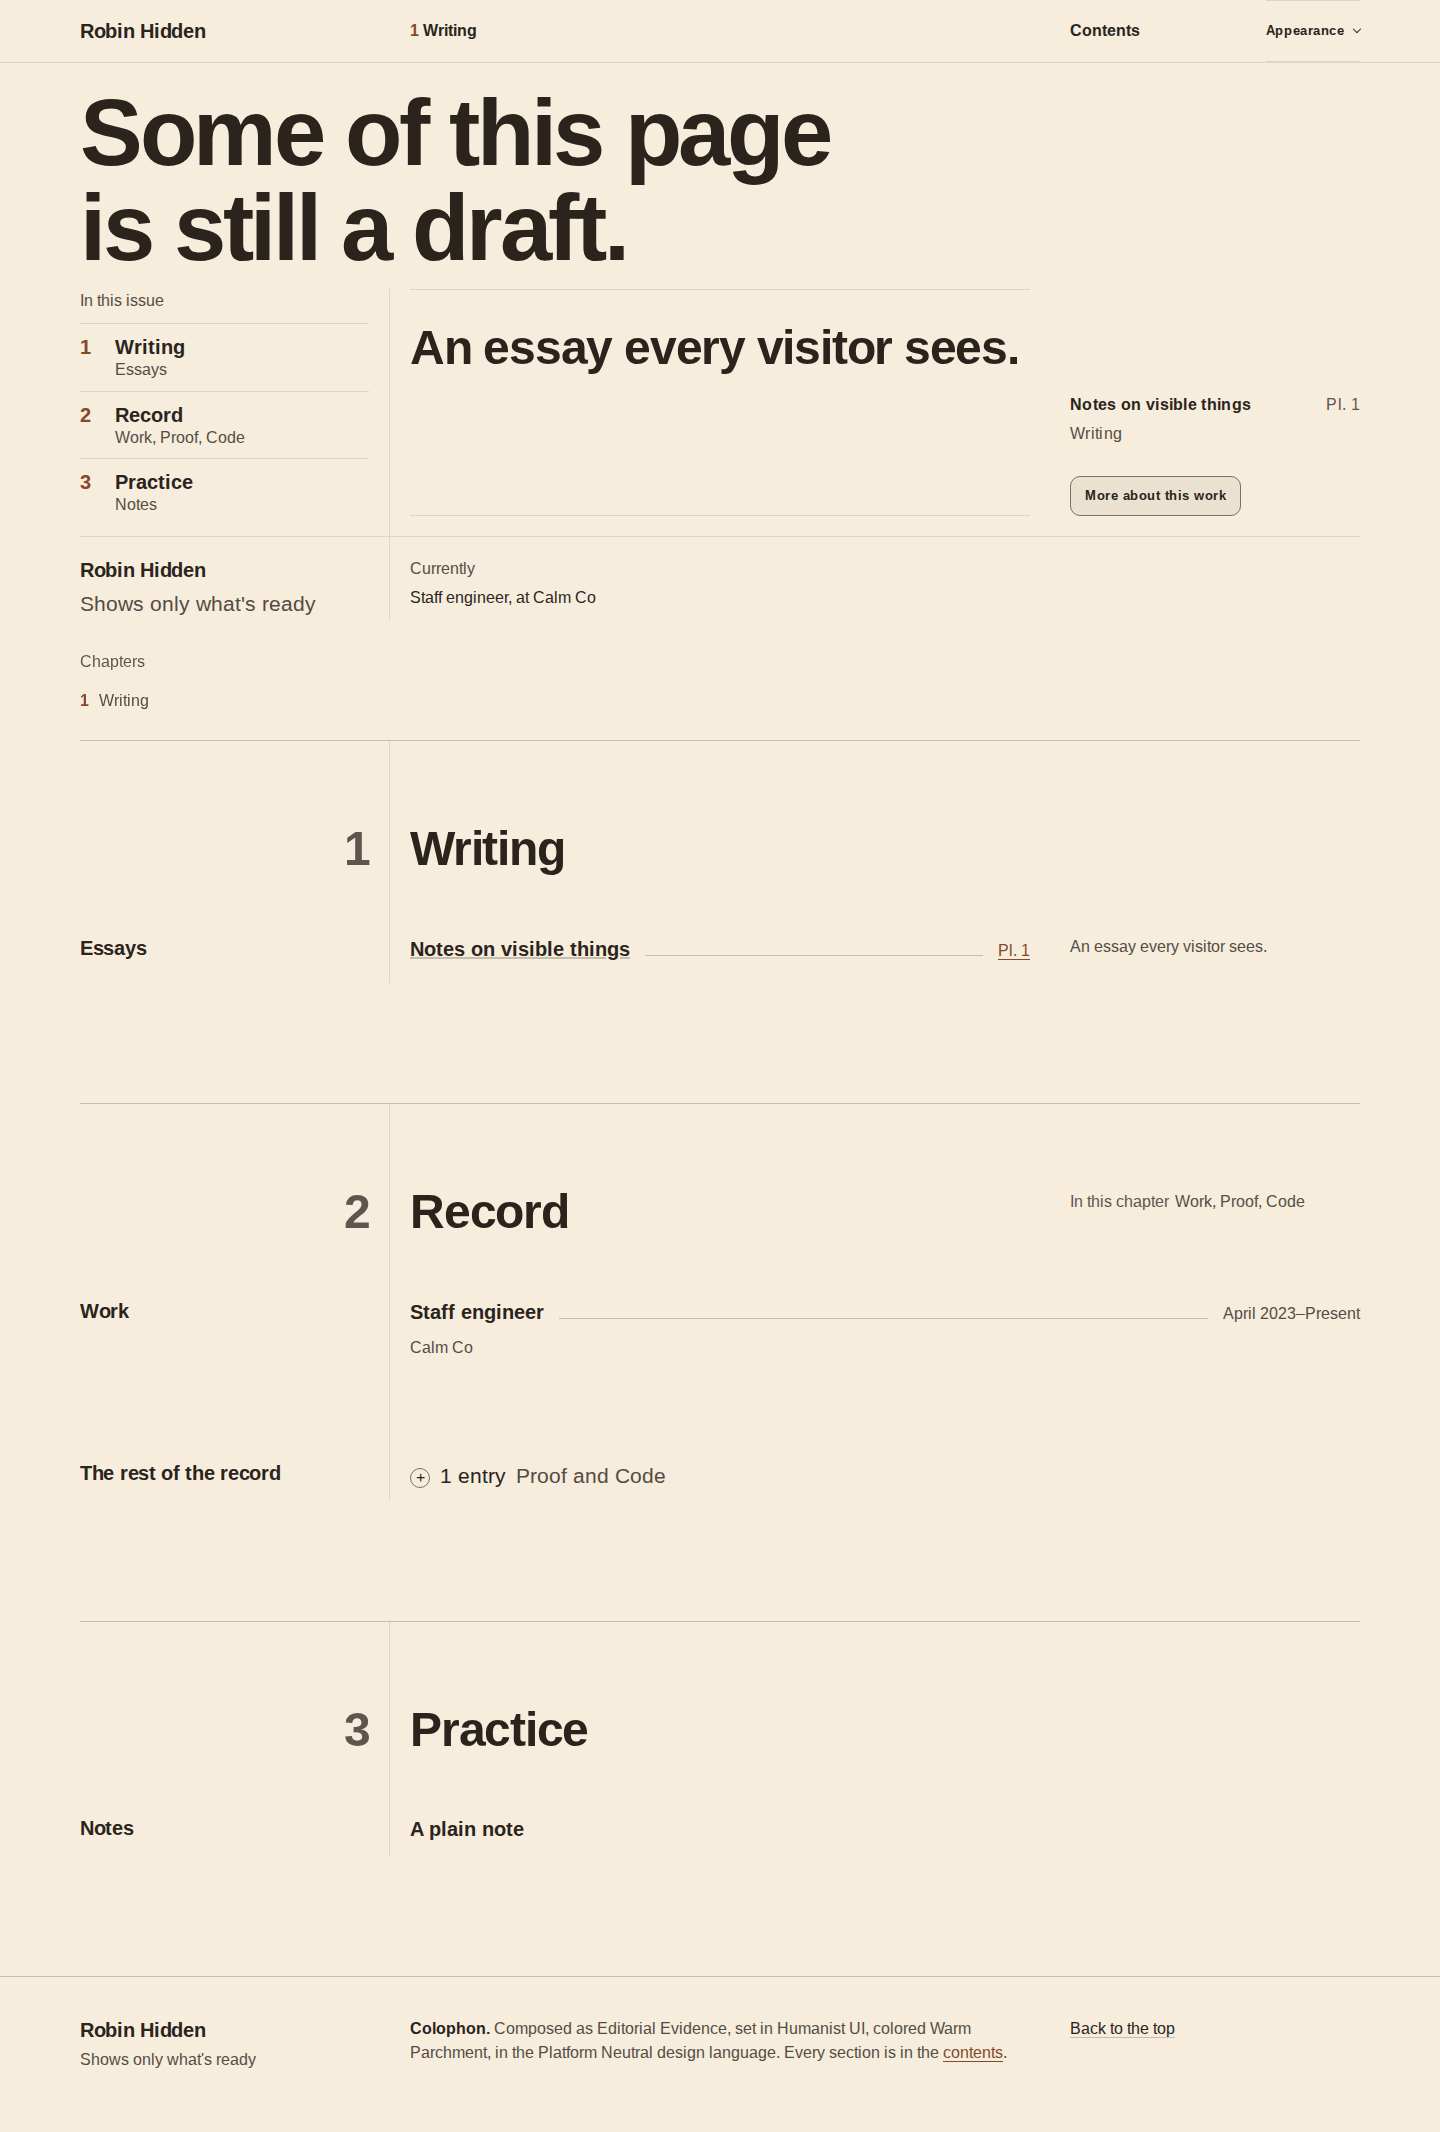 Robin Hidden
1 Writing
Contents
Appearance
Some of this page
is still a draft.
In this issue
1 Writing
Essays
2 Record
Work, Proof, Code
3 Practice
Notes
An essay every visitor sees.
Notes on visible things Pl. 1
Writing
More about this work
Robin Hidden
Shows only what's ready
Currently
Staff engineer, at Calm Co
Chapters
1 Writing
1 Writing
Essays
Notes on visible things Pl. 1
An essay every visitor sees.
2 Record
In this chapter Work, Proof, Code
Work
Staff engineer April 2023–Present
Calm Co
The rest of the record
+ 1 entry Proof and Code
3 Practice
Notes
A plain note
Robin Hidden
Shows only what's ready
Colophon. Composed as Editorial Evidence, set in Humanist UI, colored Warm
Parchment, in the Platform Neutral design language. Every section is in the contents.
Back to the top